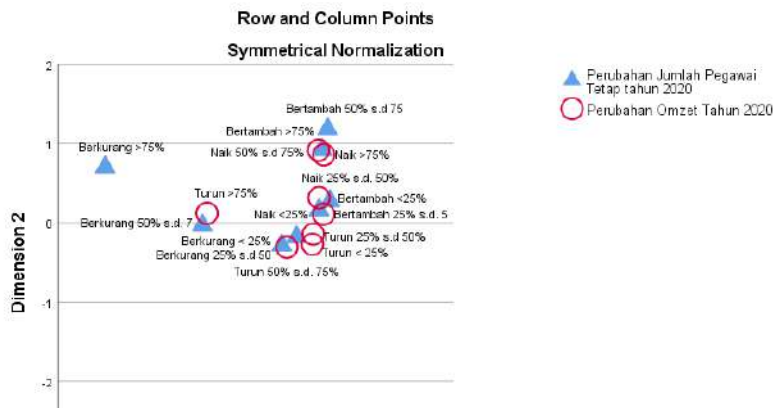 Row and Column Points
Symmetrical Normalization
2
1
0
-1
-2
Dimension 2
Bertambah 50% s.d 75
Bertambah >75%
Berkurang >75%
Naik 50% s.d 75%
Naik >75%
Naik 25% s.d. 50%
Turun >75%
Bertambah <25%
Naik <25%
Bertambah 25% s.d. 5
Berkurang 50% s.d. 7
Berkurang < 25%
Turun 25% s.d 50%
Berkurang 25% s.d 50
Turun < 25%
Turun 50% s.d. 75%
Perubahan Jumlah Pegawai
Tetap tahun 2020
Perubahan Omzet Tahun 2020